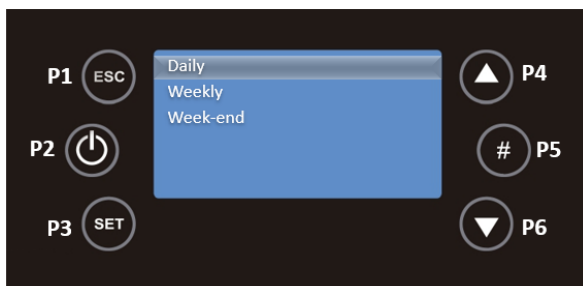 P1 ESC
Daily
Weekly
Week-end
P4
P2
# P5
P3 SET
P6